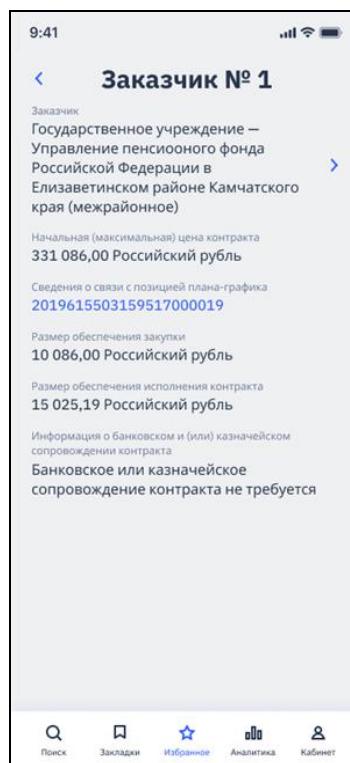 9:41
Заказчик № 1
Заказчик
Государственное учреждение —
Управление пенсиооного фонда
Российской Федерации в
Елизаветинском районе Камчатского
края (межрайонное)
Начальная (максимальная) цена контракта
331 086,00 Российский рубль
Сведения о связи с позицией плана-графика
2019615503159517000019
Размер обеспечения закупки
10 086,00 Российский рубль
Размер обеспечения исполнения контракта
15 025,19 Российский рубль
Информация о банковском и (или) казначейском
сопровождении контракта
Банковское или казначейское
сопровождение контракта не требуется
Поиск Закладки Избранное Аналитика Кабинет